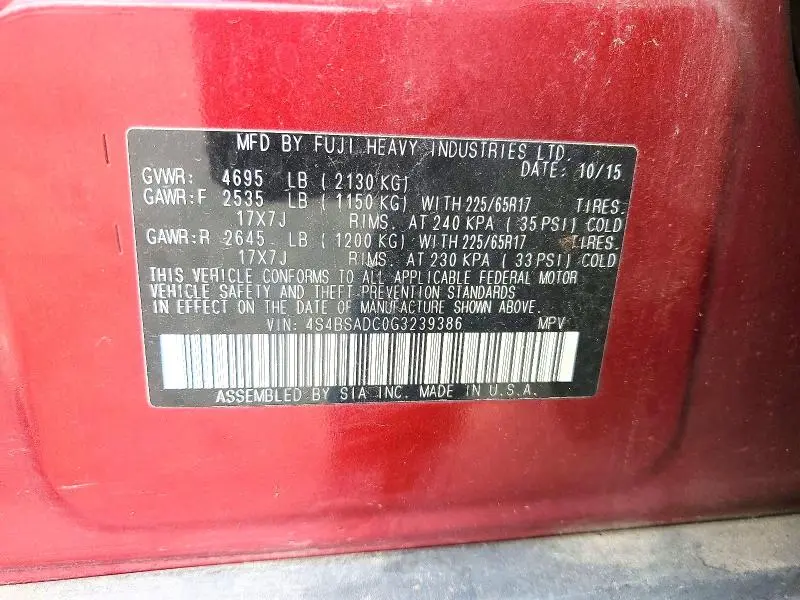 MFD BY FUJI HEAVY INDUSTRIES LTD.
DATE: 10/15
GVWR: 4695 LB ( 2130 KG)
GAWR:F 2535 LB ( 1150 KG) WITH 225/65R17 TIRES.
17X7J RIMS. AT 240 KPA ( 35 PSI) COLD
GAWR:R 2645 LB ( 1200 KG) WITH 225/65R17 TIRES.
17X7J RIMS. AT 230 KPA ( 33 PSI) COLD
THIS VEHICLE CONFORMS TO ALL APPLICABLE FEDERAL MOTOR
VEHICLE SAFETY AND THEFT-PREVENTION STANDARDS
IN EFFECT ON THE DATE OF MANUFACTURE SHOWN ABOVE.
VIN: 4S4BSADC0G3239386 MPV
ASSEMBLED BY SIA INC. MADE IN U.S.A.